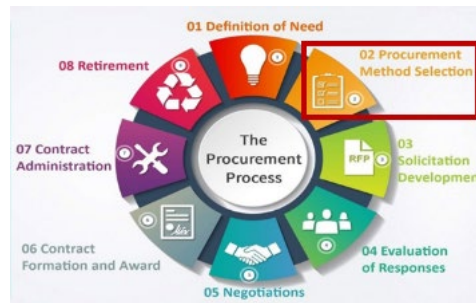 01 Definition of Need
02 Procurement
Method Selection
03
Solicitation
Development
RFP
04 Evaluation
of Responses
05 Negotiations
06 Contract
Formation and Award
07 Contract
Administration
08 Retirement
The
Procurement
Process